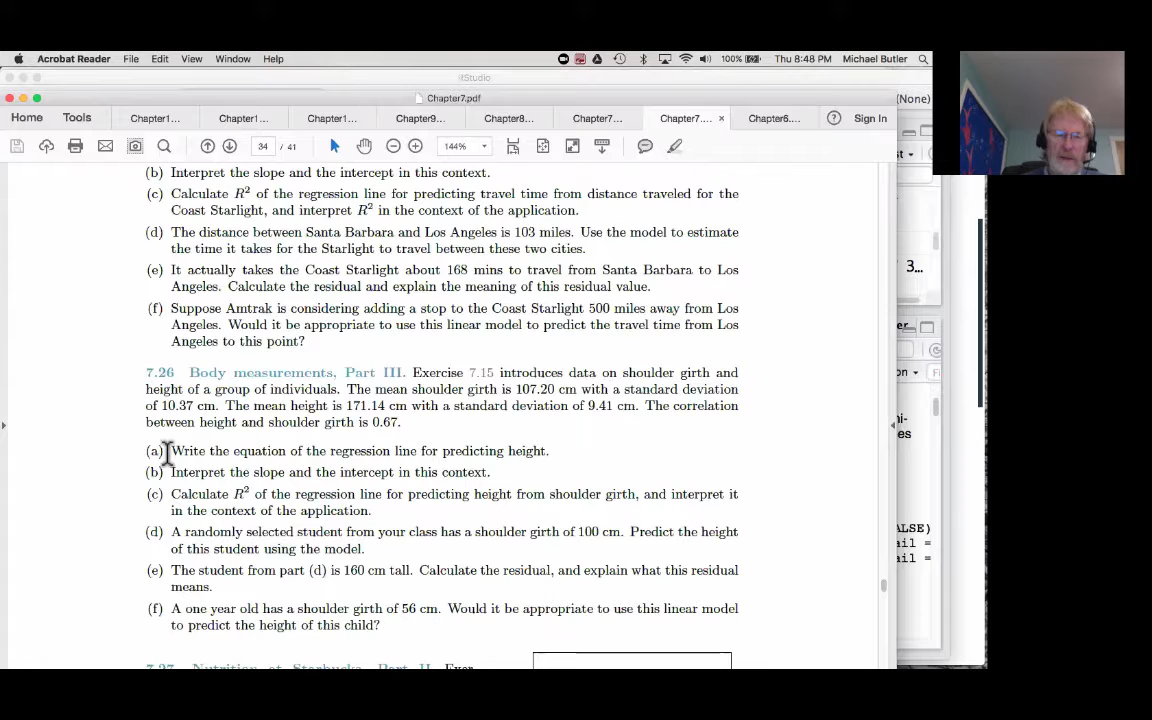 Acrobat Reader File Edit View Window Help 100% Thu 8:48 PM Michael Butler
RStudio
Chapter7.pdf (None)
Home Tools Chapter1... Chapter1... Chapter1... Chapter9... Chapter8... Chapter7... Chapter7.... × Chapter6.... Sign In
34 / 41 144%
(b) Interpret the slope and the intercept in this context.
(c) Calculate R² of the regression line for predicting travel time from distance traveled for the
Coast Starlight, and interpret R² in the context of the application.
(d) The distance between Santa Barbara and Los Angeles is 103 miles. Use the model to estimate
the time it takes for the Starlight to travel between these two cities.
(e) It actually takes the Coast Starlight about 168 mins to travel from Santa Barbara to Los
Angeles. Calculate the residual and explain the meaning of this residual value.
(f) Suppose Amtrak is considering adding a stop to the Coast Starlight 500 miles away from Los
Angeles. Would it be appropriate to use this linear model to predict the travel time from Los
Angeles to this point?
7.26 Body measurements, Part III. Exercise 7.15 introduces data on shoulder girth and
height of a group of individuals. The mean shoulder girth is 107.20 cm with a standard deviation
of 10.37 cm. The mean height is 171.14 cm with a standard deviation of 9.41 cm. The correlation
between height and shoulder girth is 0.67.
(a) Write the equation of the regression line for predicting height.
(b) Interpret the slope and the intercept in this context.
(c) Calculate R² of the regression line for predicting height from shoulder girth, and interpret it
in the context of the application.
(d) A randomly selected student from your class has a shoulder girth of 100 cm. Predict the height
of this student using the model.
(e) The student from part (d) is 160 cm tall. Calculate the residual, and explain what this residual
means.
(f) A one year old has a shoulder girth of 56 cm. Would it be appropriate to use this linear model
to predict the height of this child?
7.27 Nutrition at Starbucks, Part II. Exer-
3...
ALSE)
ail =
ail =